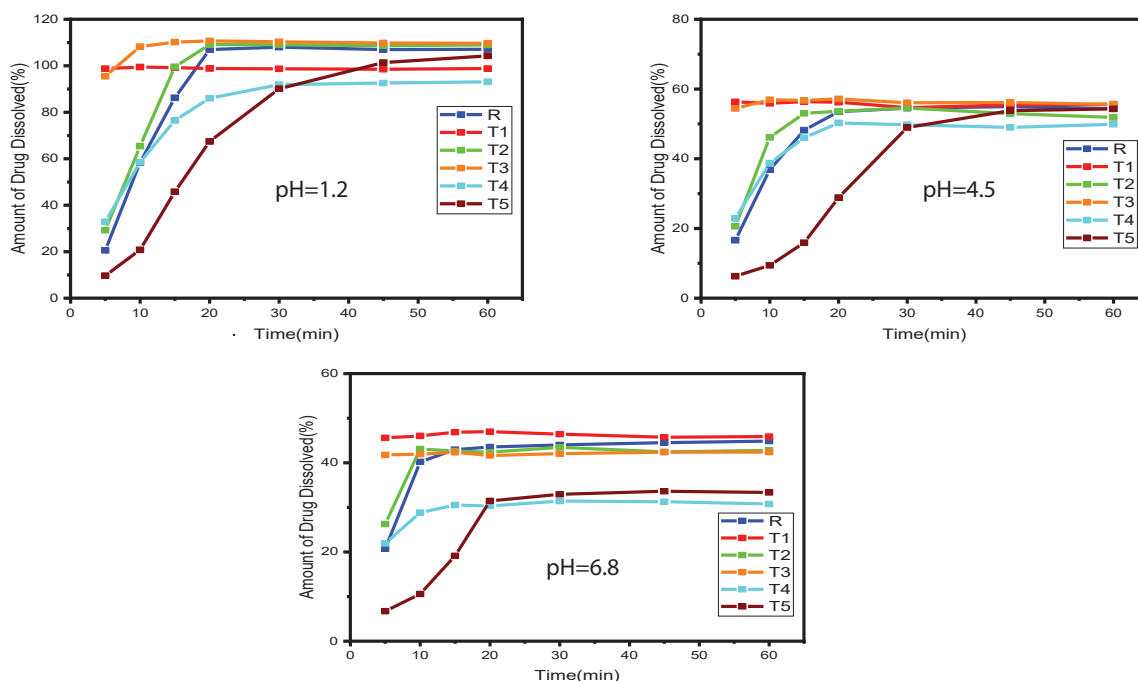 120
100
80
60
40
20
0
Amount of Drug Dissolved(%)
R
T1
T2
T3
T4
T5
pH=1.2
0 10 20 30 40 50 60
Time(min)
80
60
40
20
0
Amount of Drug Dissolved(%)
R
T1
T2
T3
T4
T5
pH=4.5
0 10 20 30 40 50 60
Time(min)
60
40
20
0
Amount of Drug Dissolved(%)
R
T1
T2
T3
T4
T5
pH=6.8
0 10 20 30 40 50 60
Time(min)